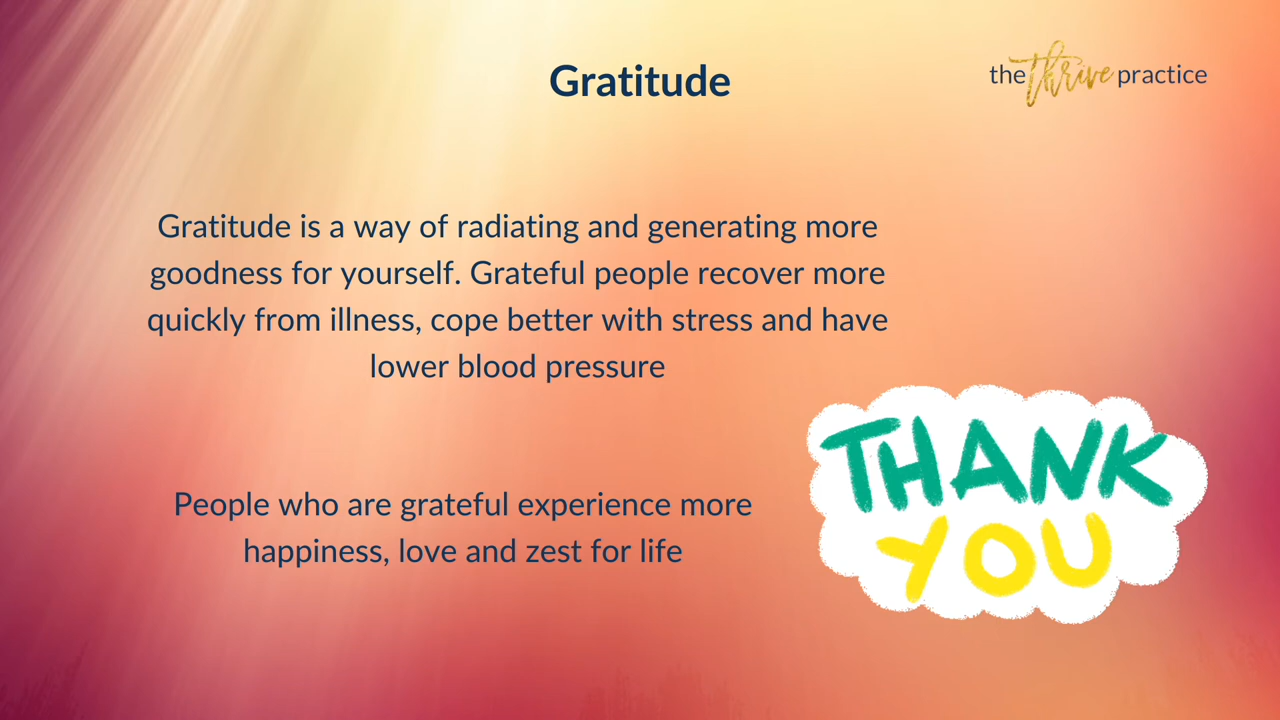 Gratitude
the thrive practice
Gratitude is a way of radiating and generating more
goodness for yourself. Grateful people recover more
quickly from illness, cope better with stress and have
lower blood pressure
People who are grateful experience more
happiness, love and zest for life
THANK
YOU